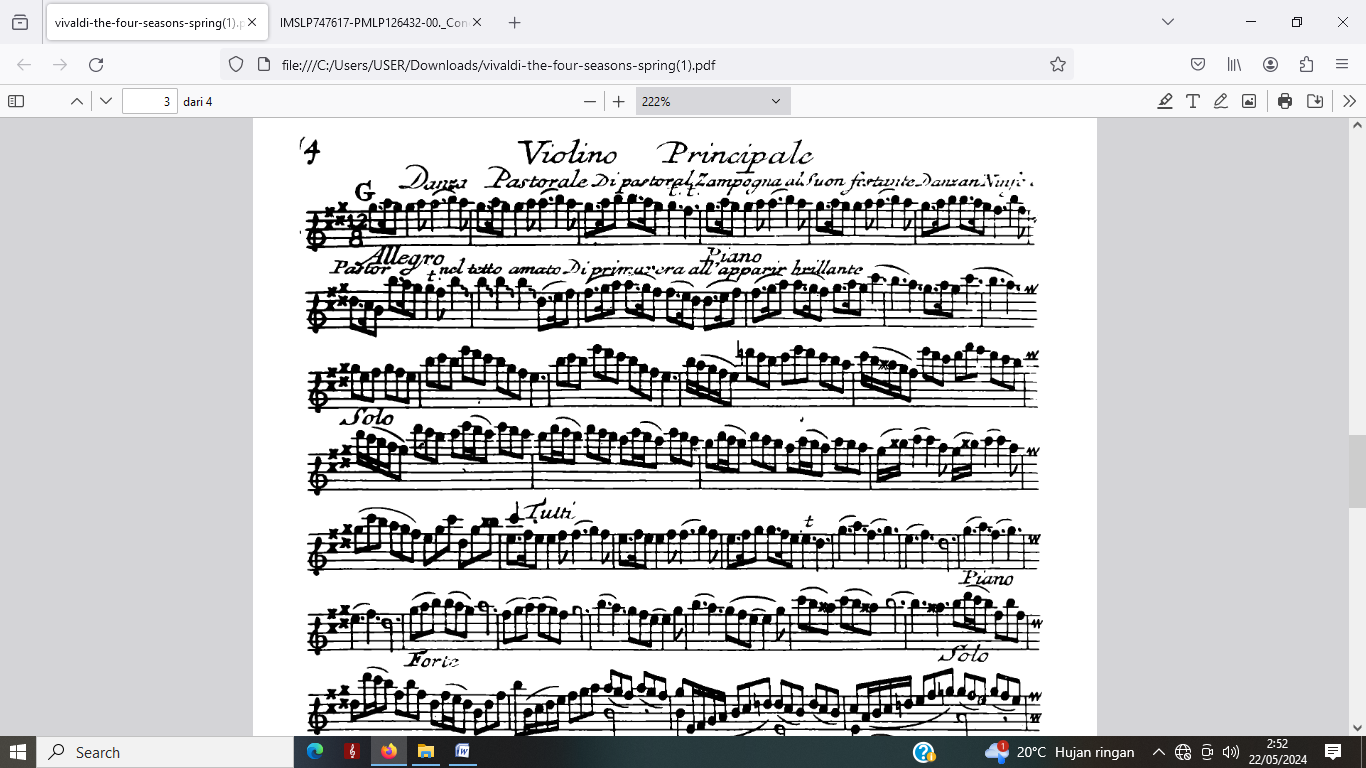 vivaldi-the-four-seasons-spring(1).p
IMSLP747617-PMLP126432-00._Con
file:///C:/Users/USER/Downloads/vivaldi-the-four-seasons-spring(1).pdf
3 dari 4
222%
4
Violino Principale
G Danza Pastorale Di pastoral Zampogna al Suon festante Danzan
12
8
Allegro
Piano
Pastor nel tetto amato Di primavera all'apparir brillante
t
Solo
Tutti
t
Piano
Forte
Solo
Search
20°C Hujan ringan
2:52
22/05/2024